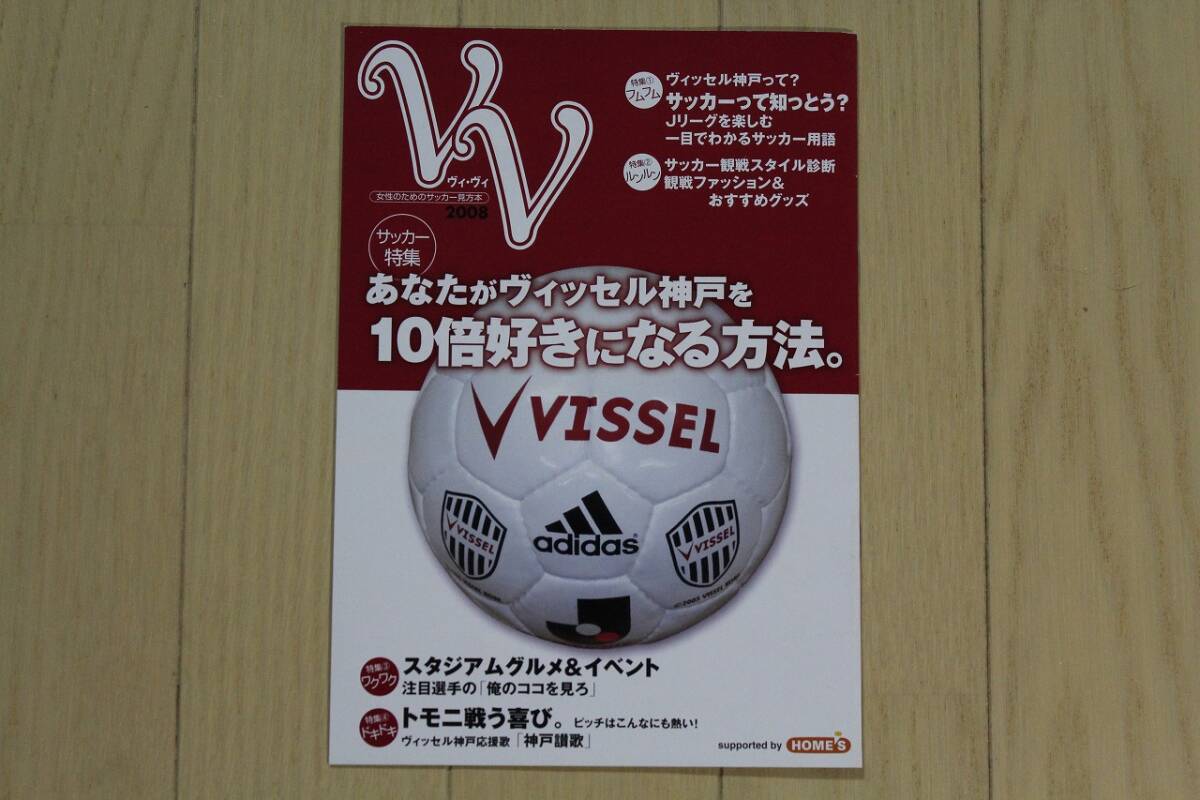 VV
ヴィ・ヴィ
女性のためのサッカー見方本
2008
特集①
フムフム
ヴィッセル神戸って?
サッカーって知っとう?
Jリーグを楽しむ
一目でわかるサッカー用語
特集②
ルンルン
サッカー観戦スタイル診断
観戦ファッション&
おすすめグッズ
サッカー
特集
あなたがヴィッセル神戸を
10倍好きになる方法。
VISSEL
adidas
VISSEL
VISSEL
特集③
ワクワク
スタジアムグルメ&イベント
注目選手の「俺のココを見ろ」
特集④
ドキドキ
トモニ戦う喜び。 ピッチはこんなにも熱い!
ヴィッセル神戸応援歌「神戸讃歌」
supported by HOME'S